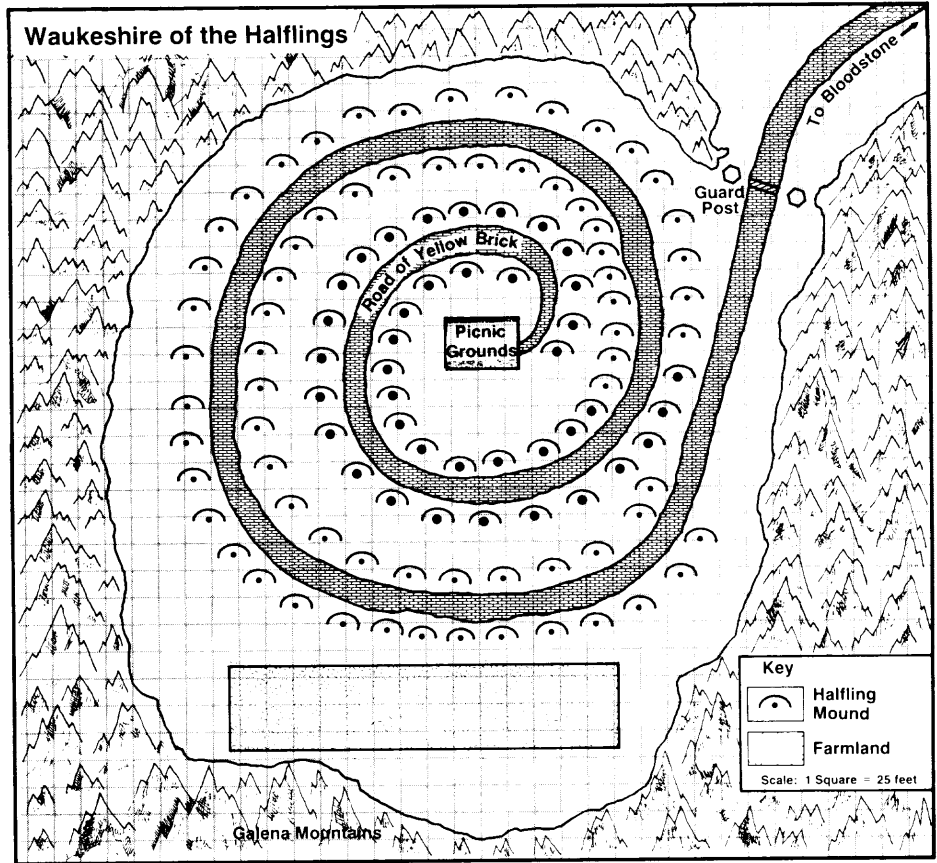 Waukeshire of the Halflings
To Bloodstone
Guard
Post
Road of Yellow Brick
Picnic
Grounds
Key
Halfling
Mound
Farmland
Scale: 1 Square = 25 feet
Galena Mountains